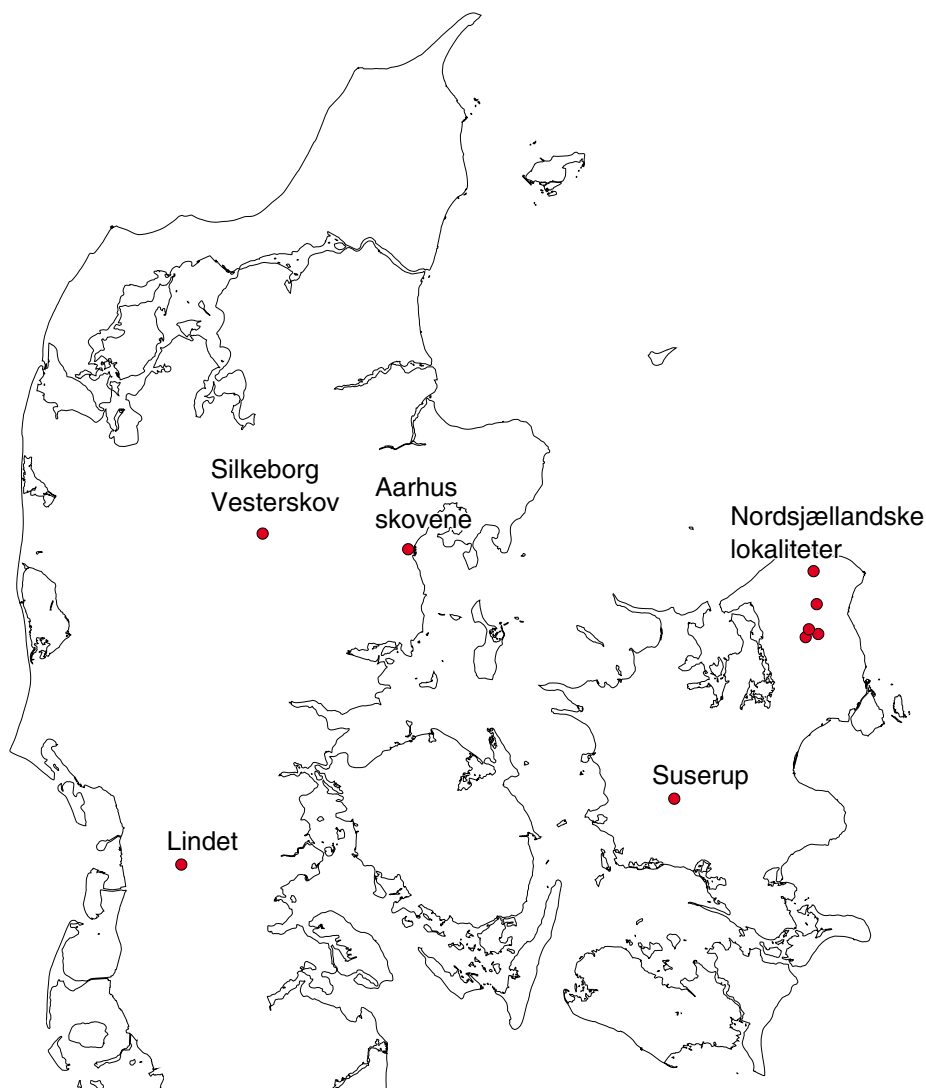 Silkeborg
Vesterskov
Aarhus
skovene
Nordsjællandske
lokaliteter
Suserup
Lindet